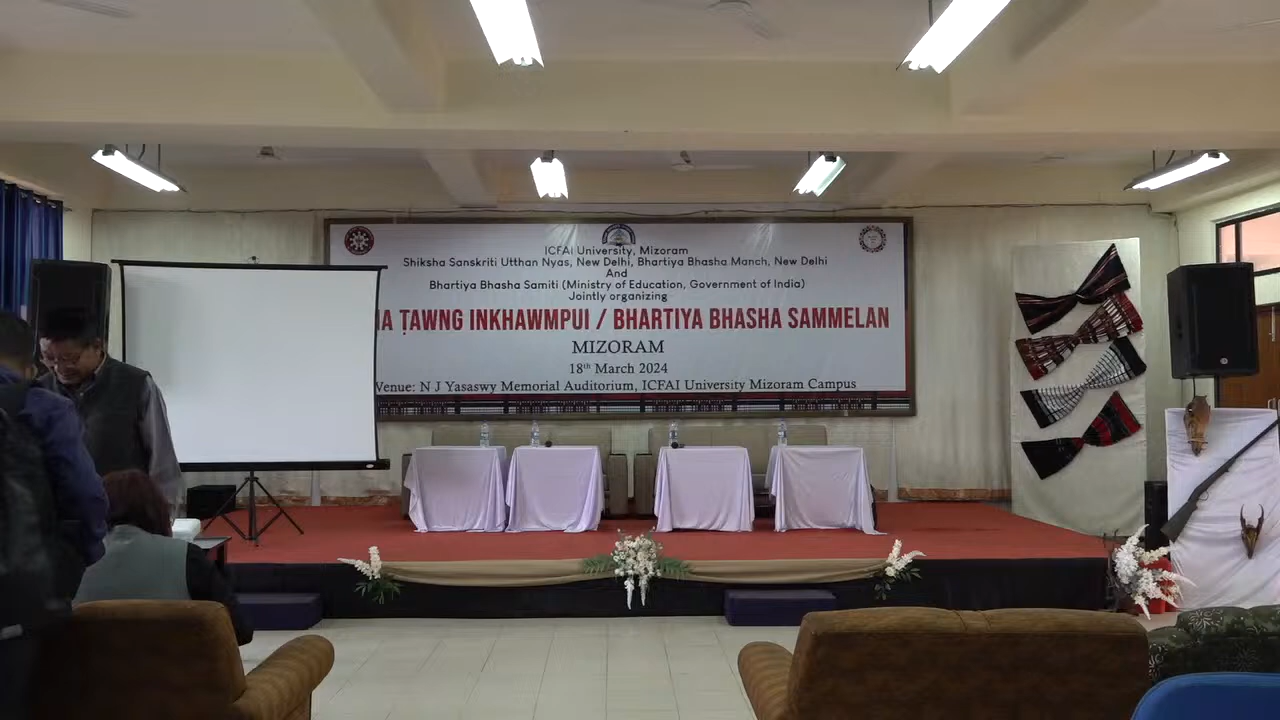 ICFAI University, Mizoram
Shiksha Sanskriti Utthan Nyas, New Delhi, Bhartiya Bhasha Manch, New Delhi
And
Bhartiya Bhasha Samiti (Ministry of Education, Government of India)
Jointly organizing
ṬAWNG INKHAWMPUI / BHARTIYA BHASHA SAMMELAN
MIZORAM
18th March 2024
Venue: N J Yasaswy Memorial Auditorium, ICFAI University Mizoram Campus